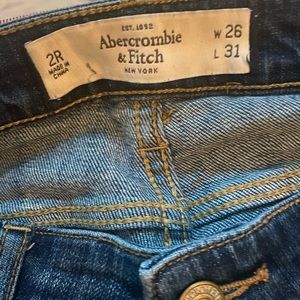 2R
MADE IN
CHINA
EST. 1892
Abercrombie
& Fitch
NEW YORK
W 26
L 31